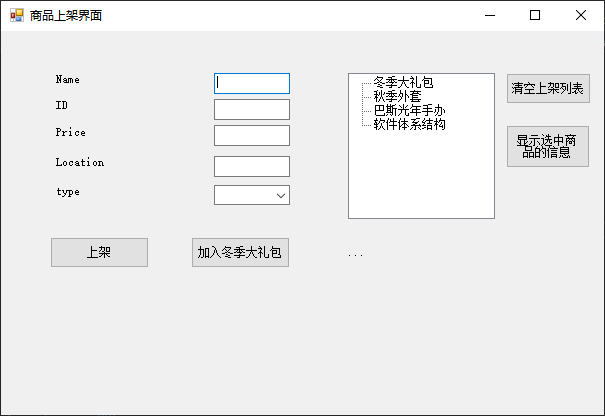 商品上架界面
Name
ID
Price
Location
type
冬季大礼包
秋季外套
巴斯光年手办
软件体系结构
清空上架列表
显示选中商
品的信息
上架
加入冬季大礼包
...